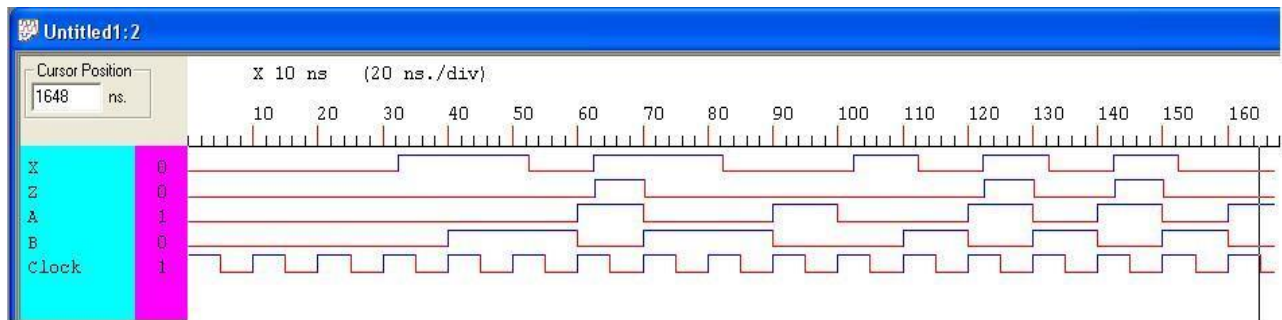 Untitled1:2
Cursor Position
1648 ns.
X 10 ns (20 ns./div)
10 20 30 40 50 60 70 80 90 100 110 120 130 140 150 160
X 0
Z 0
A 1
B 0
Clock 1